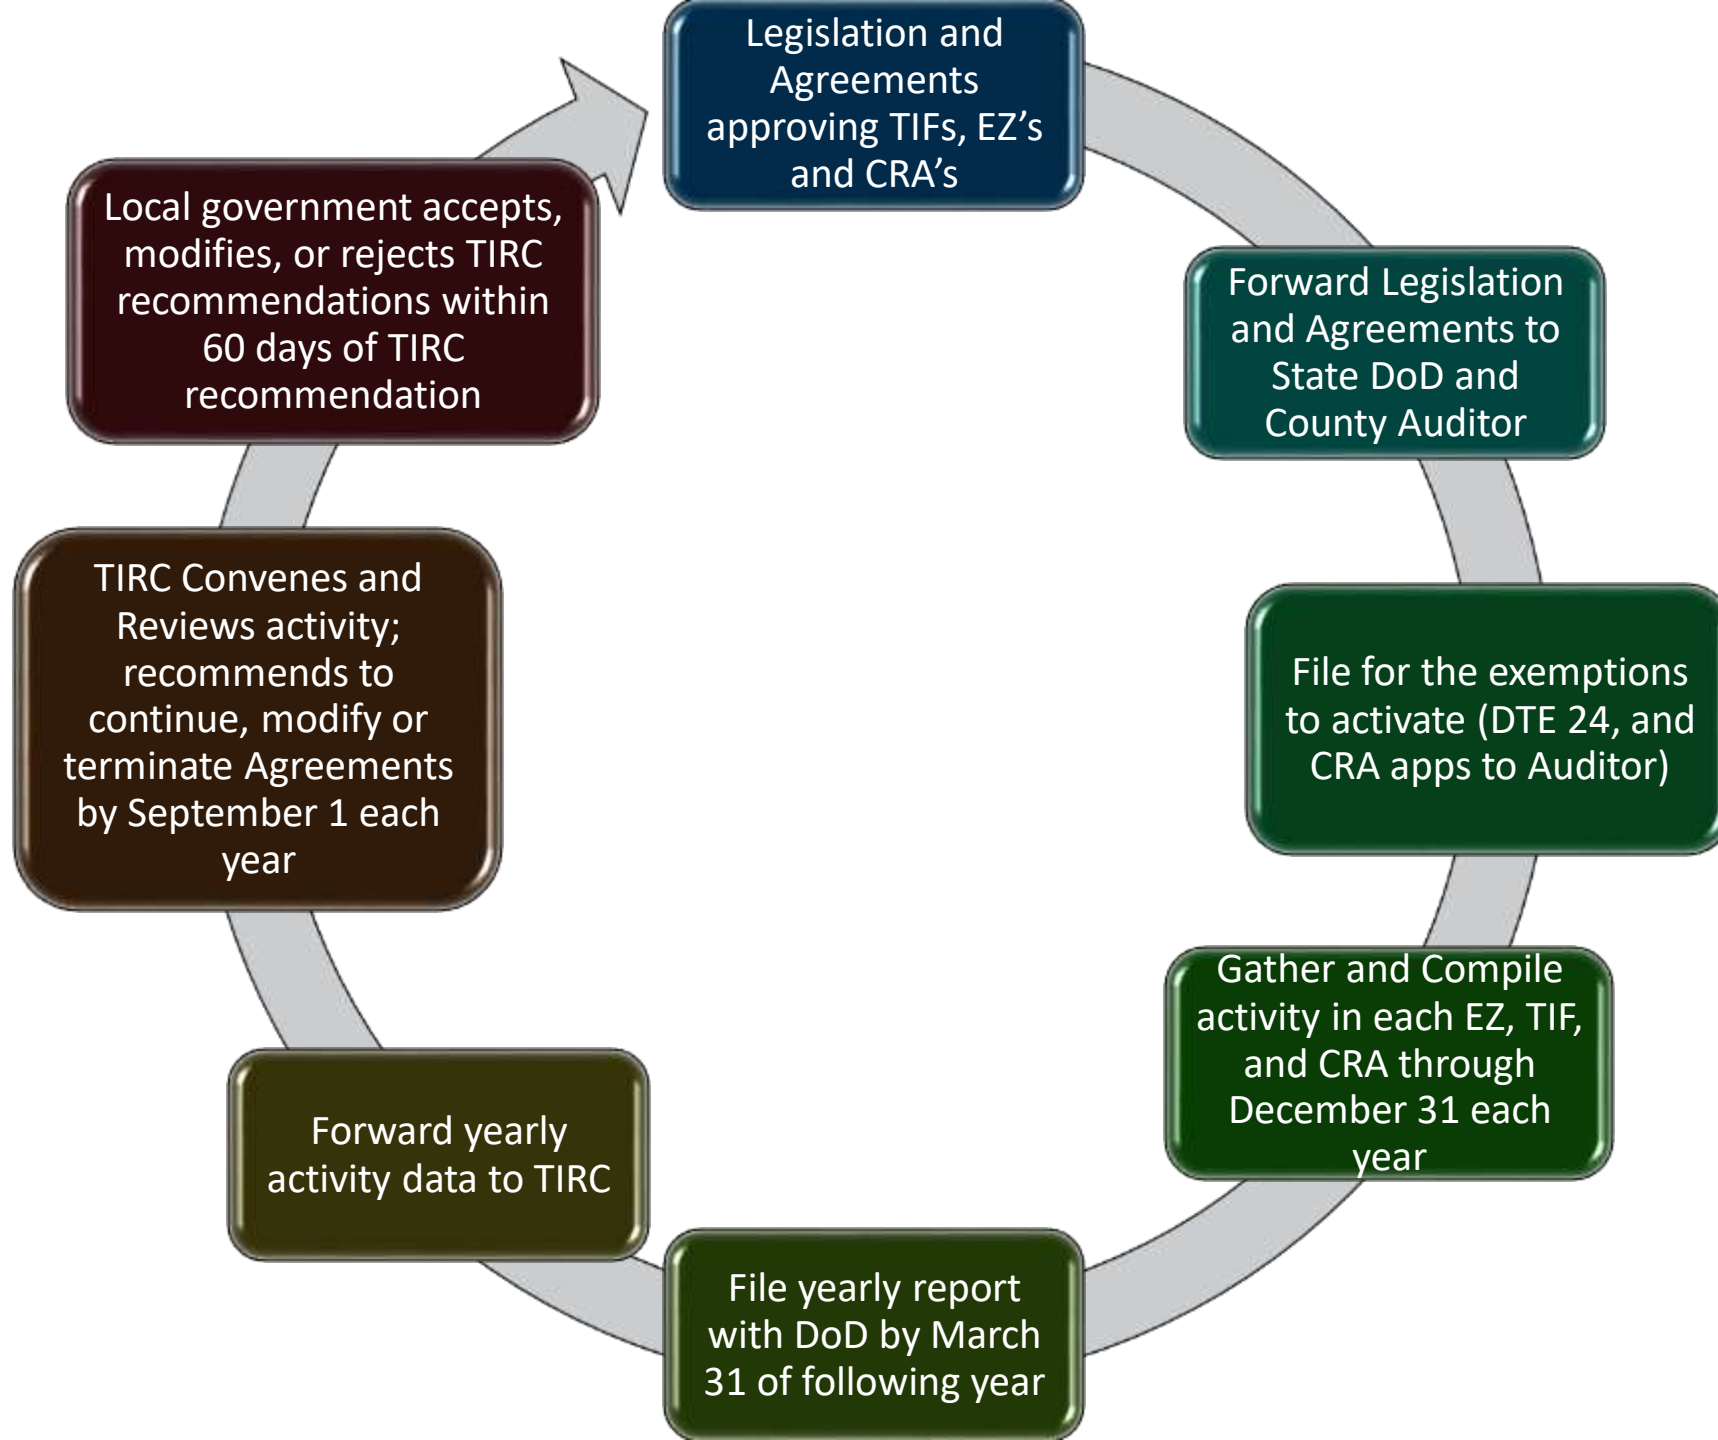 Legislation and
Agreements
approving TIFs, EZ’s
and CRA’s
Forward Legislation
and Agreements to
State DoD and
County Auditor
File for the exemptions
to activate (DTE 24, and
CRA apps to Auditor)
Gather and Compile
activity in each EZ, TIF,
and CRA through
December 31 each
year
File yearly report
with DoD by March
31 of following year
Forward yearly
activity data to TIRC
TIRC Convenes and
Reviews activity;
recommends to
continue, modify or
terminate Agreements
by September 1 each
year
Local government accepts,
modifies, or rejects TIRC
recommendations within
60 days of TIRC
recommendation